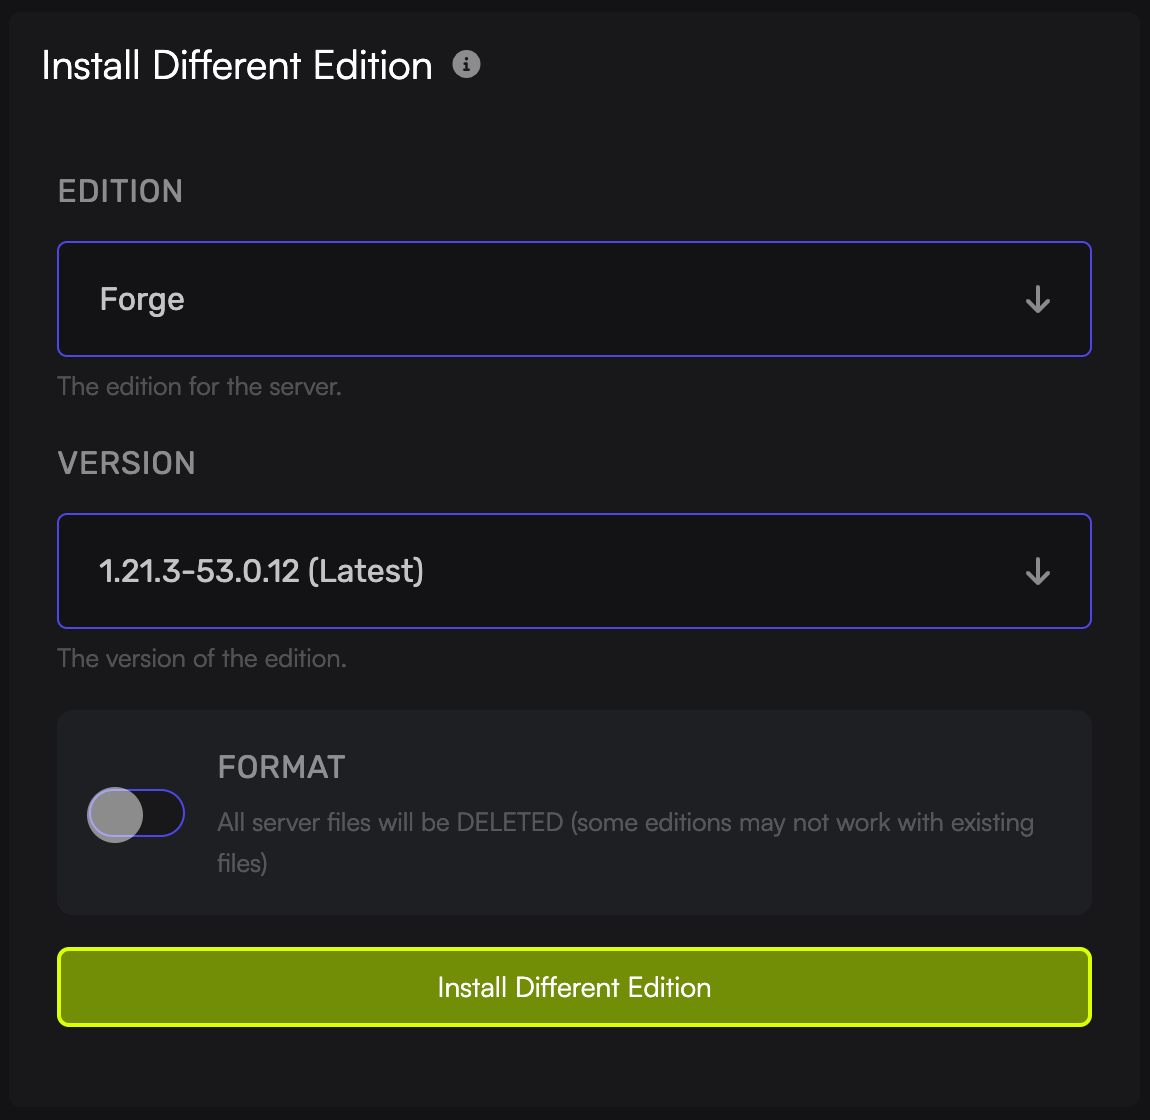 Install Different Edition
EDITION
Forge
The edition for the server.
VERSION
1.21.3-53.0.12 (Latest)
The version of the edition.
FORMAT
All server files will be DELETED (some editions may not work with existing
files)
Install Different Edition